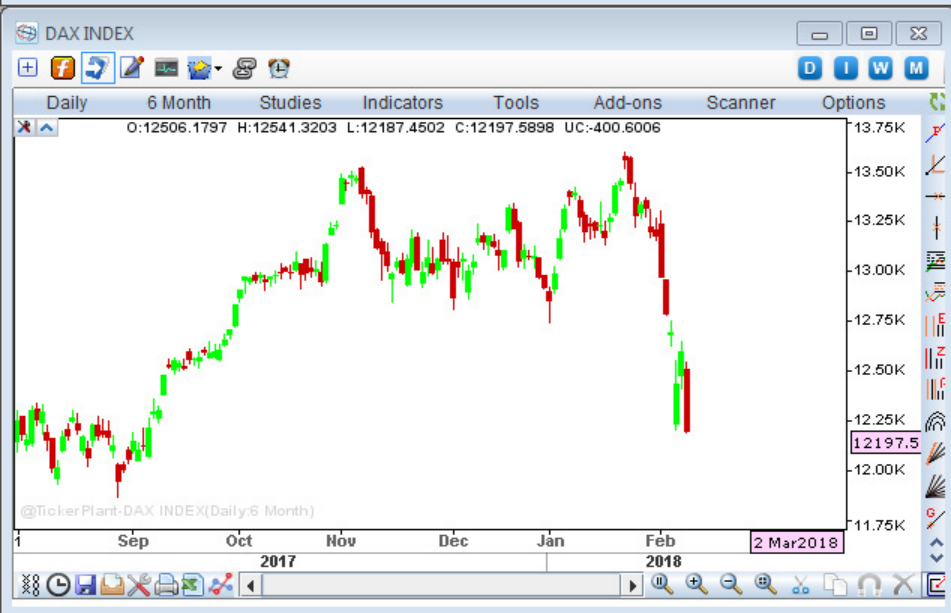 DAX INDEX
D I W M
Daily 6 Month Studies Indicators Tools Add-ons Scanner Options
O:12506.1797 H:12541.3203 L:12187.4502 C:12197.5898 UC:-400.6006
13.75K
13.50K
13.25K
13.00K
12.75K
12.50K
12.25K
12197.5
12.00K
11.75K
@TickerPlant-DAX INDEX(Daily:6 Month)
1 Sep Oct Nov Dec Jan Feb 2 Mar2018
2017 2018